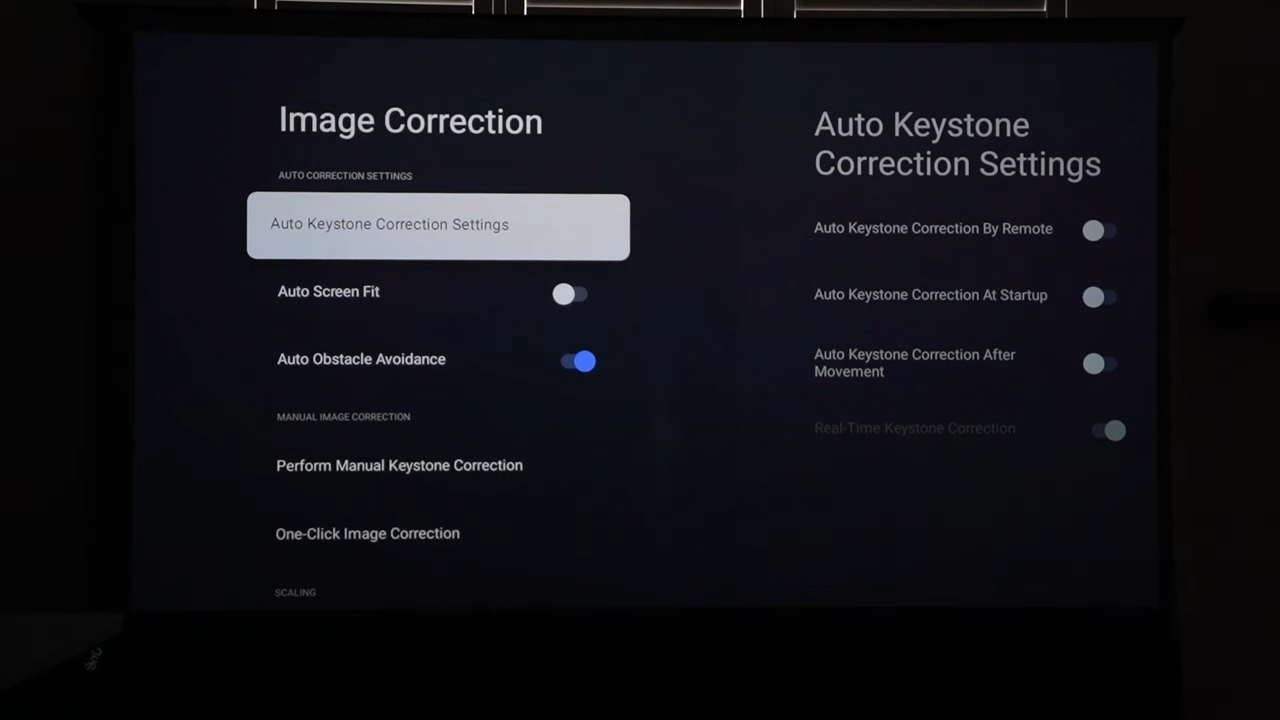 Image Correction
AUTO CORRECTION SETTINGS
Auto Keystone Correction Settings
Auto Screen Fit
Auto Obstacle Avoidance
MANUAL IMAGE CORRECTION
Perform Manual Keystone Correction
One-Click Image Correction
SCALING
Auto Keystone
Correction Settings
Auto Keystone Correction By Remote
Auto Keystone Correction At Startup
Auto Keystone Correction After
Movement
Real-Time Keystone Correction